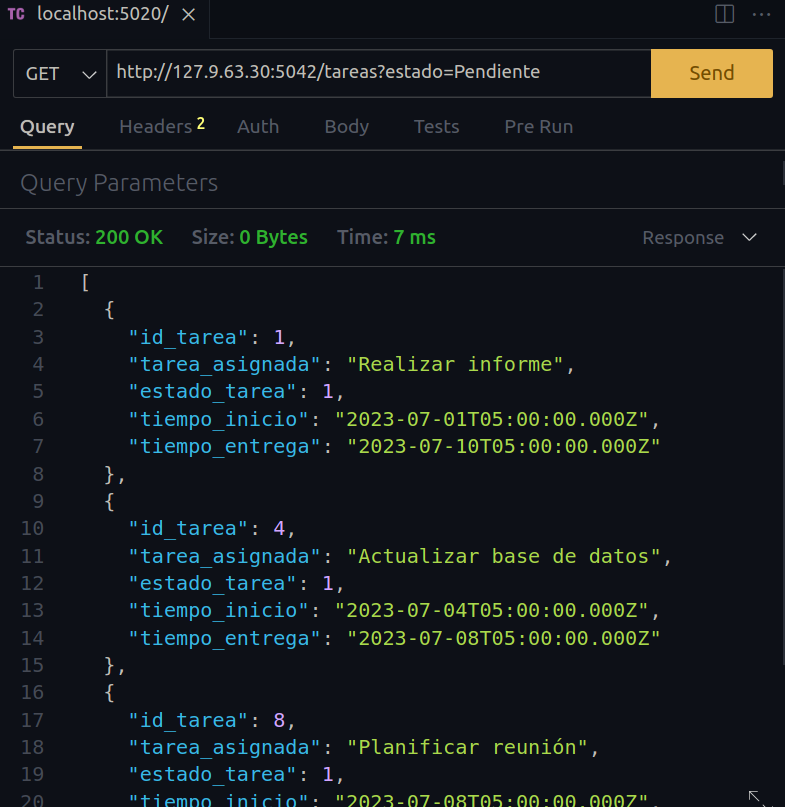 TC localhost:5020/
GET http://127.9.63.30:5042/tareas?estado=Pendiente Send
Query Headers 2 Auth Body Tests Pre Run
Query Parameters
Status: 200 OK Size: 0 Bytes Time: 7 ms Response
1 [
2 {
3 "id_tarea": 1,
4 "tarea_asignada": "Realizar informe",
5 "estado_tarea": 1,
6 "tiempo_inicio": "2023-07-01T05:00:00.000Z",
7 "tiempo_entrega": "2023-07-10T05:00:00.000Z"
8 },
9 {
10 "id_tarea": 4,
11 "tarea_asignada": "Actualizar base de datos",
12 "estado_tarea": 1,
13 "tiempo_inicio": "2023-07-04T05:00:00.000Z",
14 "tiempo_entrega": "2023-07-08T05:00:00.000Z"
15 },
16 {
17 "id_tarea": 8,
18 "tarea_asignada": "Planificar reunión",
19 "estado_tarea": 1,
20 "tiempo_inicio": "2023-07-08T05:00:00.000Z",